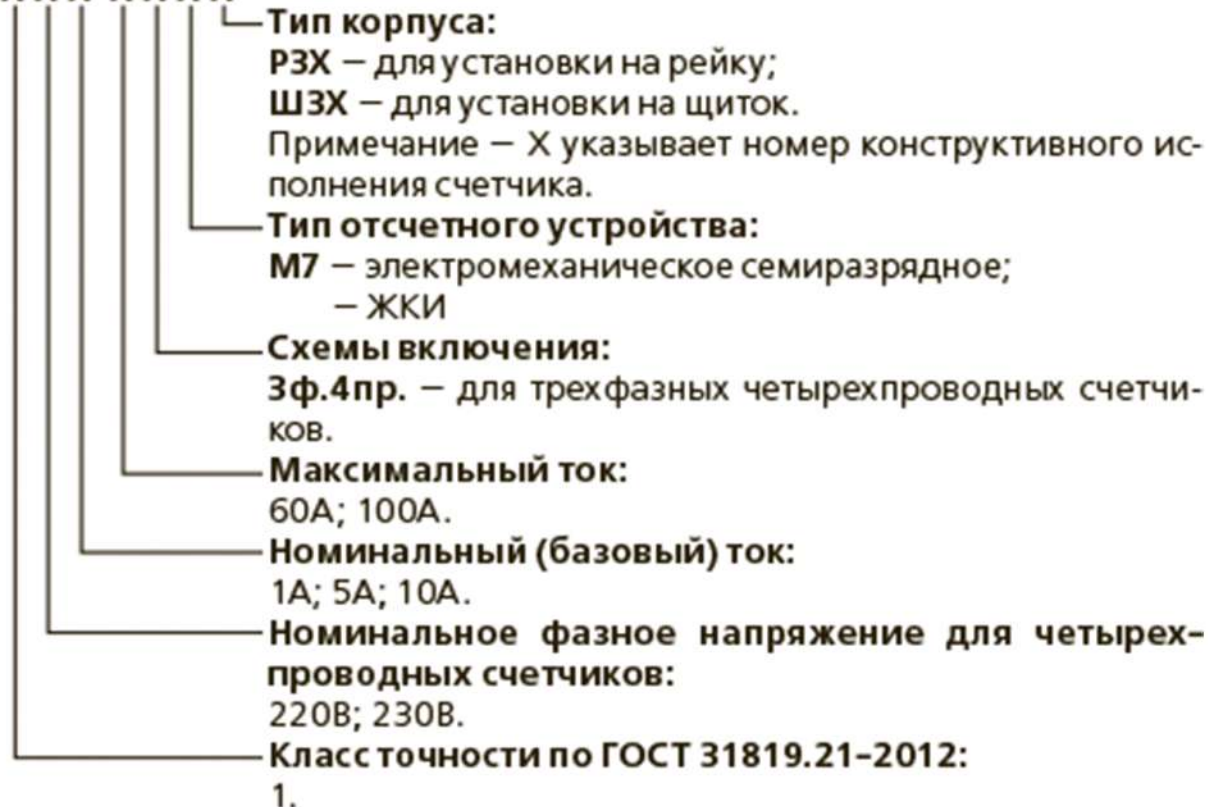 Тип корпуса:
Р3Х – для установки на рейку;
Ш3Х – для установки на щиток.
Примечание – Х указывает номер конструктивного ис-
полнения счетчика.
Тип отсчетного устройства:
М7 – электромеханическое семиразрядное;
– ЖКИ
Схемы включения:
3ф.4пр. – для трехфазных четырехпроводных счетчи-
ков.
Максимальный ток:
60А; 100А.
Номинальный (базовый) ток:
1А; 5А; 10А.
Номинальное фазное напряжение для четырех-
проводных счетчиков:
220В; 230В.
Класс точности по ГОСТ 31819.21-2012:
1.